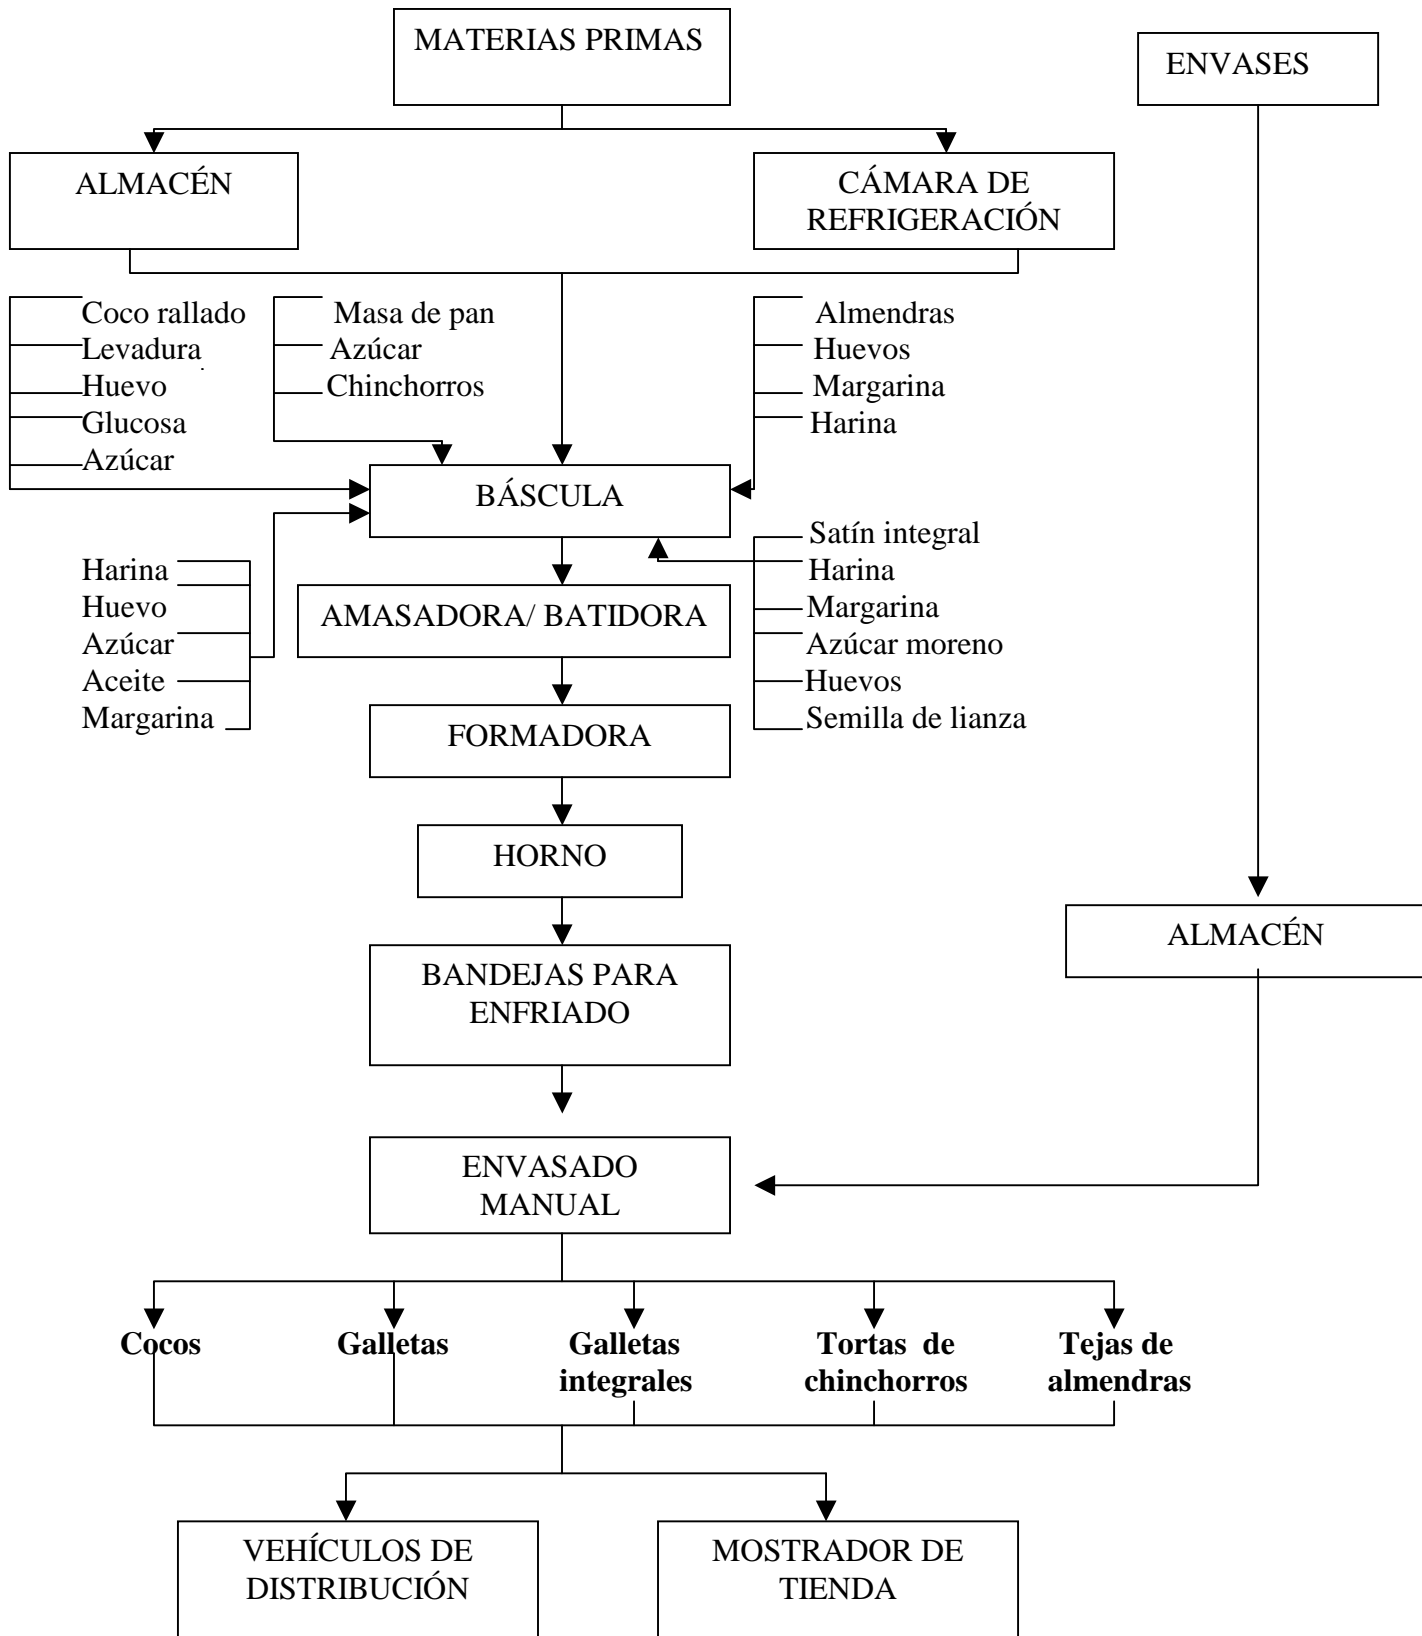 MATERIAS PRIMAS
ENVASES
ALMACÉN
CÁMARA DE
REFRIGERACIÓN
Coco rallado
Levadura
Huevo
Glucosa
Azúcar
Masa de pan
Azúcar
Chinchorros
Almendras
Huevos
Margarina
Harina
BÁSCULA
Harina
Huevo
Azúcar
Aceite
Margarina
Satín integral
Harina
Margarina
Azúcar moreno
Huevos
Semilla de lianza
AMASADORA/ BATIDORA
FORMADORA
HORNO
ALMACÉN
BANDEJAS PARA
ENFRIADO
ENVASADO
MANUAL
Cocos
Galletas
Galletas
integrales
Tortas de
chinchorros
Tejas de
almendras
VEHÍCULOS DE
DISTRIBUCIÓN
MOSTRADOR DE
TIENDA